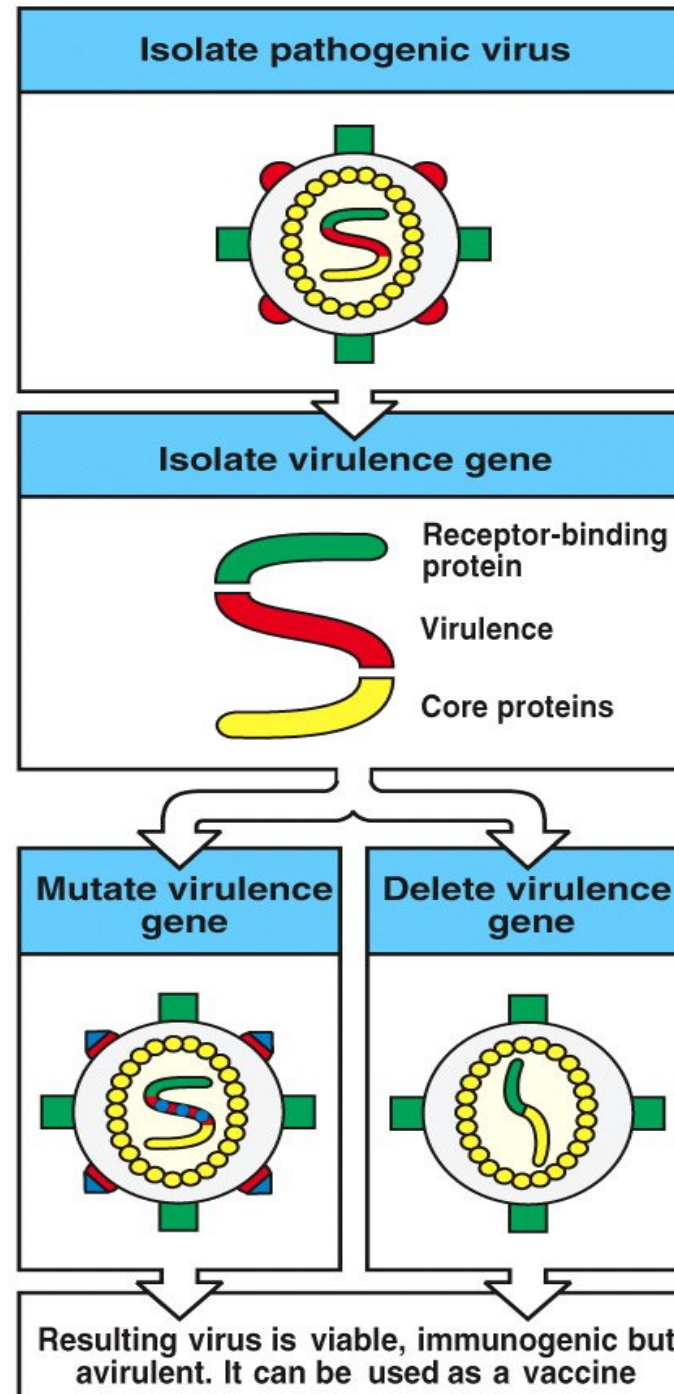 Isolate pathogenic virus
Isolate virulence gene
Receptor-binding
protein
Virulence
Core proteins
Mutate virulence
gene
Delete virulence
gene
Resulting virus is viable, immunogenic but
avirulent. It can be used as a vaccine